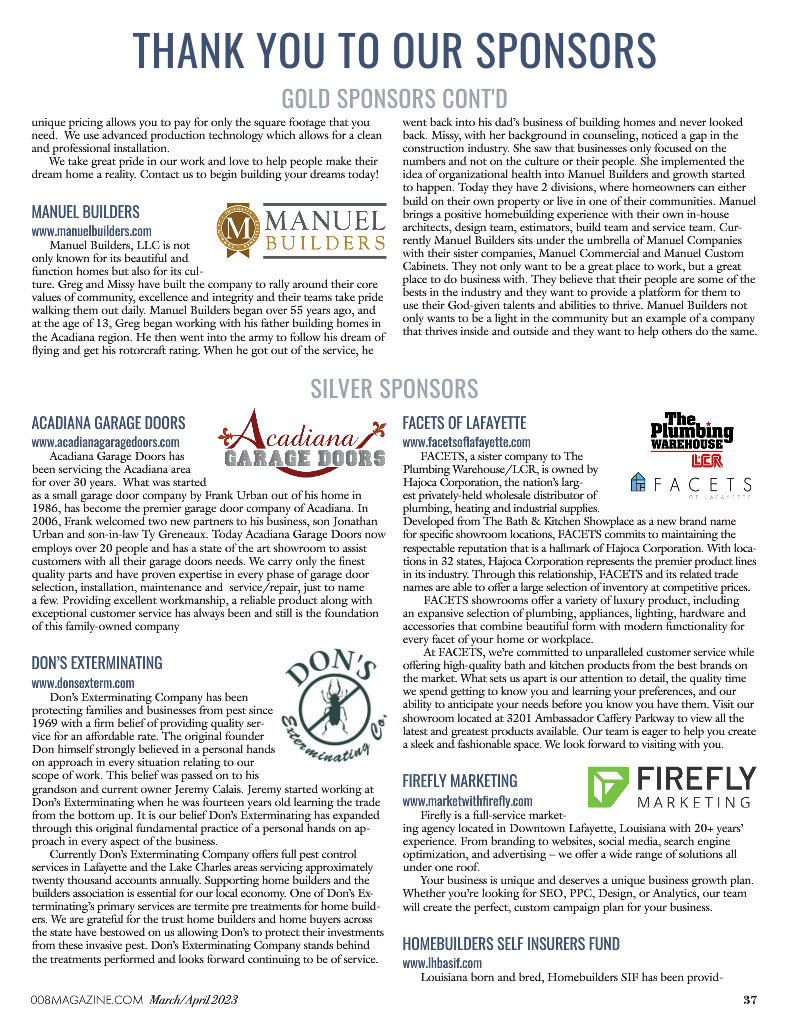 THANK YOU TO OUR SPONSORS
GOLD SPONSORS CONT'D
unique pricing allows you to pay for only the square footage that you
need.  We use advanced production technology which allows for a clean
and professional installation.
We take great pride in our work and love to help people make their
dream home a reality. Contact us to begin building your dreams today!
MANUEL BUILDERS
www.manuelbuilders.com
M
MANUEL
BUILDERS
Manuel Builders, LLC is not
only known for its beautiful and
function homes but also for its cul-
ture. Greg and Missy have built the company to rally around their core
values of community, excellence and integrity and their teams take pride
walking them out daily. Manuel Builders began over 55 years ago, and
at the age of 13, Greg began working with his father building homes in
the Acadiana region. He then went into the army to follow his dream of
flying and get his rotorcraft rating. When he got out of the service, he
went back into his dad's business of building homes and never looked
back. Missy, with her background in counseling, noticed a gap in the
construction industry. She saw that businesses only focused on the
numbers and not on the culture or their people. She implemented the
idea of organizational health into Manuel Builders and growth started
to happen. Today they have 2 divisions, where homeowners can either
build on their own property or live in one of their communities. Manuel
brings a positive homebuilding experience with their own in-house
architects, design team, estimators, build team and service team. Cur-
rently Manuel Builders sits under the umbrella of Manuel Companies
with their sister companies, Manuel Commercial and Manuel Custom
Cabinets. They not only want to be a great place to work, but a great
place to do business with. They believe that their people are some of the
bests in the industry and they want to provide a platform for them to
use their God-given talents and abilities to thrive. Manuel Builders not
only wants to be a light in the community but an example of a company
that thrives inside and outside and they want to help others do the same.
SILVER SPONSORS
ACADIANA GARAGE DOORS
www.acadianagaragedoors.com
Acadiana
GARAGE DOORS
Acadiana Garage Doors has
been servicing the Acadiana area
for over 30 years.  What was started
as a small garage door company by Frank Urban out of his home in
1986, has become the premier garage door company of Acadiana. In
2006, Frank welcomed two new partners to his business, son Jonathan
Urban and son-in-law Ty Greneaux. Today Acadiana Garage Doors now
employs over 20 people and has a state of the art showroom to assist
customers with all their garage doors needs. We carry only the finest
quality parts and have proven expertise in every phase of garage door
selection, installation, maintenance and  service/repair, just to name
a few. Providing excellent workmanship, a reliable product along with
exceptional customer service has always been and still is the foundation
of this family-owned company
DON'S EXTERMINATING
www.donsexterm.com
DON'S
Exterminating Co.
Don's Exterminating Company has been
protecting families and businesses from pest since
1969 with a firm belief of providing quality ser-
vice for an affordable rate. The original founder
Don himself strongly believed in a personal hands
on approach in every situation relating to our
scope of work. This belief was passed on to his
grandson and current owner Jeremy Calais. Jeremy started working at
Don's Exterminating when he was fourteen years old learning the trade
from the bottom up. It is our belief Don's Exterminating has expanded
through this original fundamental practice of a personal hands on ap-
proach in every aspect of the business.
Currently Don's Exterminating Company offers full pest control
services in Lafayette and the Lake Charles areas servicing approximately
twenty thousand accounts annually. Supporting home builders and the
builders association is essential for our local economy. One of Don's Ex-
terminating's primary services are termite pre treatments for home build-
ers. We are grateful for the trust home builders and home buyers across
the state have bestowed on us allowing Don's to protect their investments
from these invasive pest. Don's Exterminating Company stands behind
the treatments performed and looks forward continuing to be of service.
FACETS OF LAFAYETTE
www.facetsoflafayette.com
The
Plumbing
WAREHOUSE
LCR
FACETS
OF LAFAYETTE
FACETS, a sister company to The
Plumbing Warehouse/LCR, is owned by
Hajoca Corporation, the nation's larg-
est privately-held wholesale distributor of
plumbing, heating and industrial supplies.
Developed from The Bath & Kitchen Showplace as a new brand name
for specific showroom locations, FACETS commits to maintaining the
respectable reputation that is a hallmark of Hajoca Corporation. With loca-
tions in 32 states, Hajoca Corporation represents the premier product lines
in its industry. Through this relationship, FACETS and its related trade
names are able to offer a large selection of inventory at competitive prices.
FACETS showrooms offer a variety of luxury product, including
an expansive selection of plumbing, appliances, lighting, hardware and
accessories that combine beautiful form with modern functionality for
every facet of your home or workplace.
At FACETS, we're committed to unparalleled customer service while
offering high-quality bath and kitchen products from the best brands on
the market. What sets us apart is our attention to detail, the quality time
we spend getting to know you and learning your preferences, and our
ability to anticipate your needs before you know you have them. Visit our
showroom located at 3201 Ambassador Caffery Parkway to view all the
latest and greatest products available. Our team is eager to help you create
a sleek and fashionable space. We look forward to visiting with you.
FIREFLY MARKETING
www.marketwithfirefly.com
FIREFLY
MARKETING
Firefly is a full-service market-
ing agency located in Downtown Lafayette, Louisiana with 20+ years'
experience. From branding to websites, social media, search engine
optimization, and advertising – we offer a wide range of solutions all
under one roof.
Your business is unique and deserves a unique business growth plan.
Whether you're looking for SEO, PPC, Design, or Analytics, our team
will create the perfect, custom campaign plan for your business.
HOMEBUILDERS SELF INSURERS FUND
www.lhbasif.com
Louisiana born and bred, Homebuilders SIF has been provid-
008MAGAZINE.COM March/April 2023
37